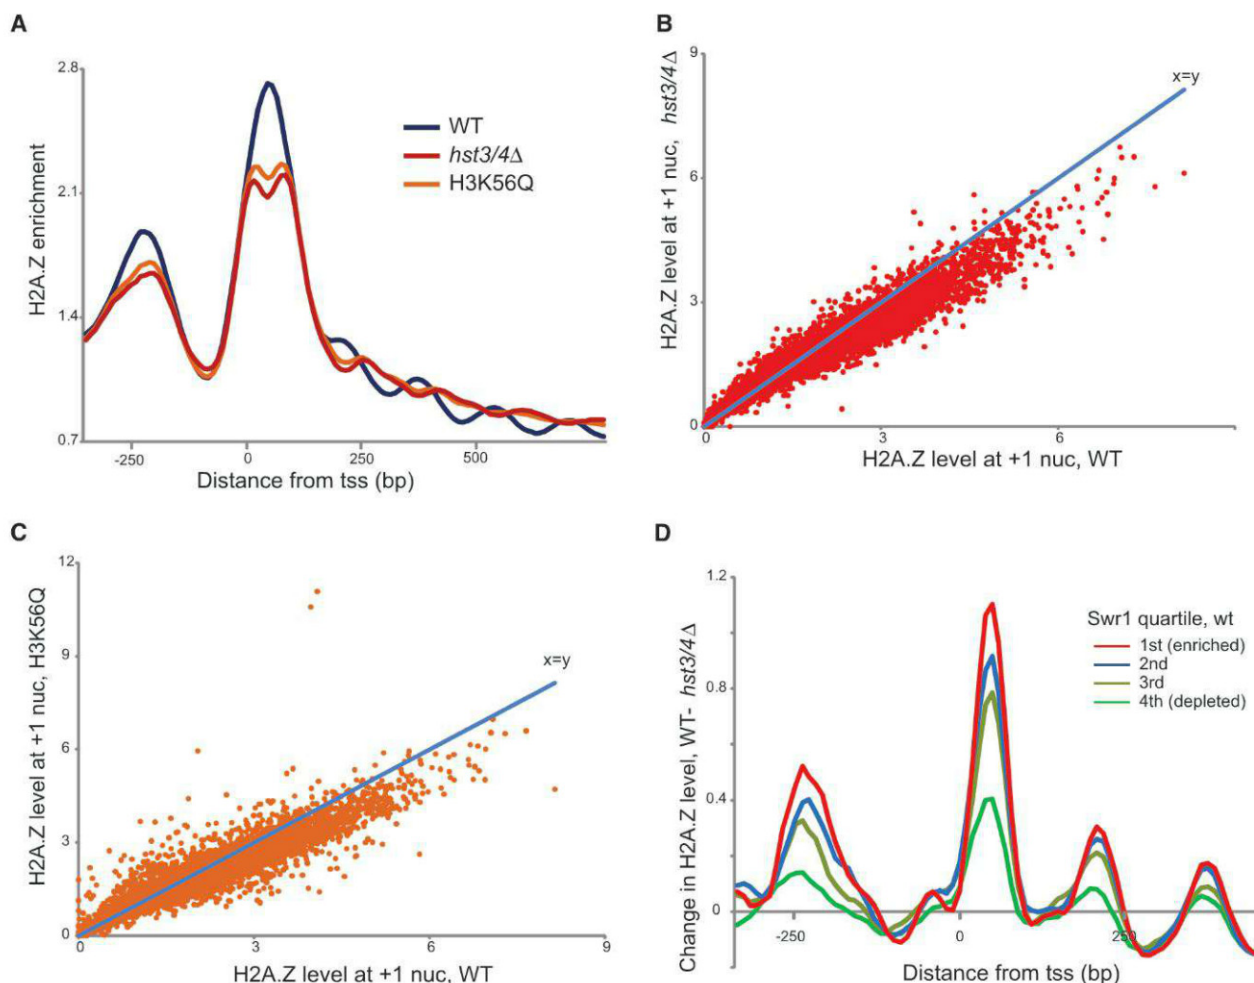 A
2.8
2.1
1.4
0.7
H2A.Z enrichment
WT
hst3/4Δ
H3K56Q
-250
0
250
500
Distance from tss (bp)
B
9
6
3
0
H2A.Z level at +1 nuc, hst3/4Δ
x=y
0
3
6
H2A.Z level at +1 nuc, WT
C
12
9
6
3
0
H2A.Z level at +1 nuc, H3K56Q
x=y
0
3
6
9
H2A.Z level at +1 nuc, WT
D
1.2
0.8
0.4
0
Change in H2A.Z level, WT- hst3/4Δ
Swr1 quartile, wt
1st (enriched)
2nd
3rd
4th (depleted)
-250
0
250
Distance from tss (bp)